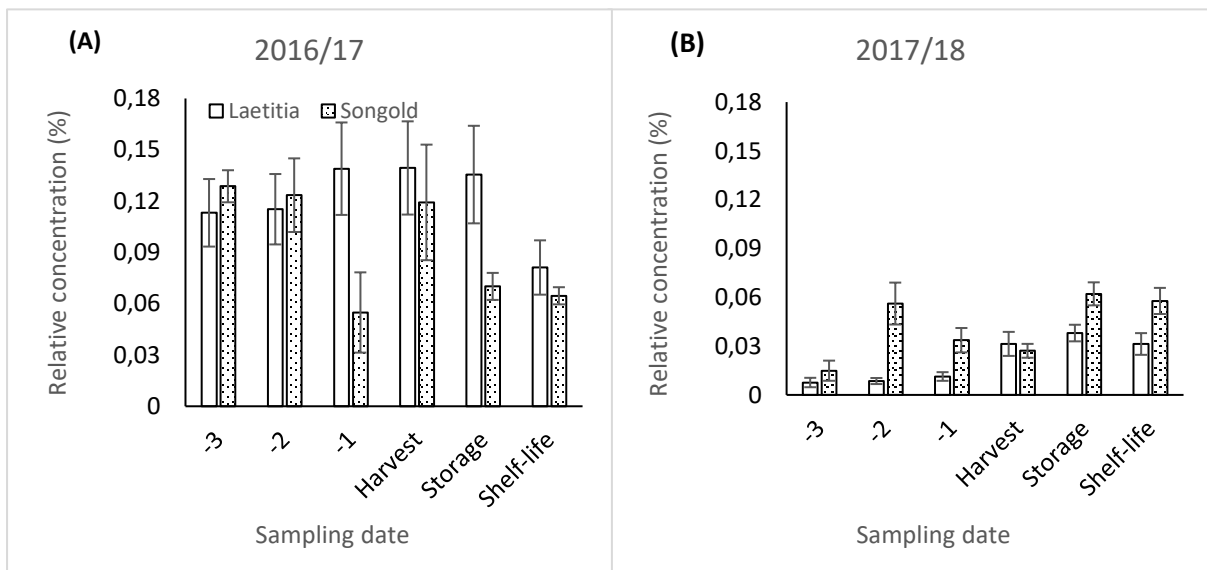 (A)
2016/17
Relative concentration (%)
0,18
0,15
0,12
0,09
0,06
0,03
0
Laetitia Songold
-3 -2 -1 Harvest Storage Shelf-life
Sampling date
(B)
2017/18
Relative concentration (%)
0,18
0,15
0,12
0,09
0,06
0,03
0
-3 -2 -1 Harvest Storage Shelf-life
Sampling date